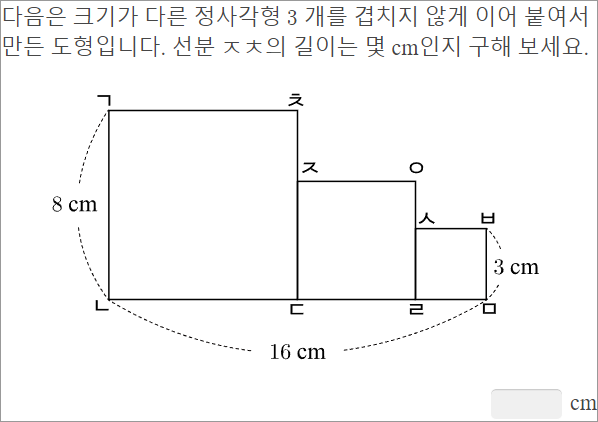 다음은 크기가 다른 정사각형 3 개를 겹치지 않게 이어 붙여서
만든 도형입니다. 선분 ㅈㅊ의 길이는 몇 cm인지 구해 보세요.
ㄱ ㅊ
ㅈ ㅇ
8 cm
ㅅ ㅂ
3 cm
ㄴ ㄷ ㄹ ㅁ
16 cm
cm